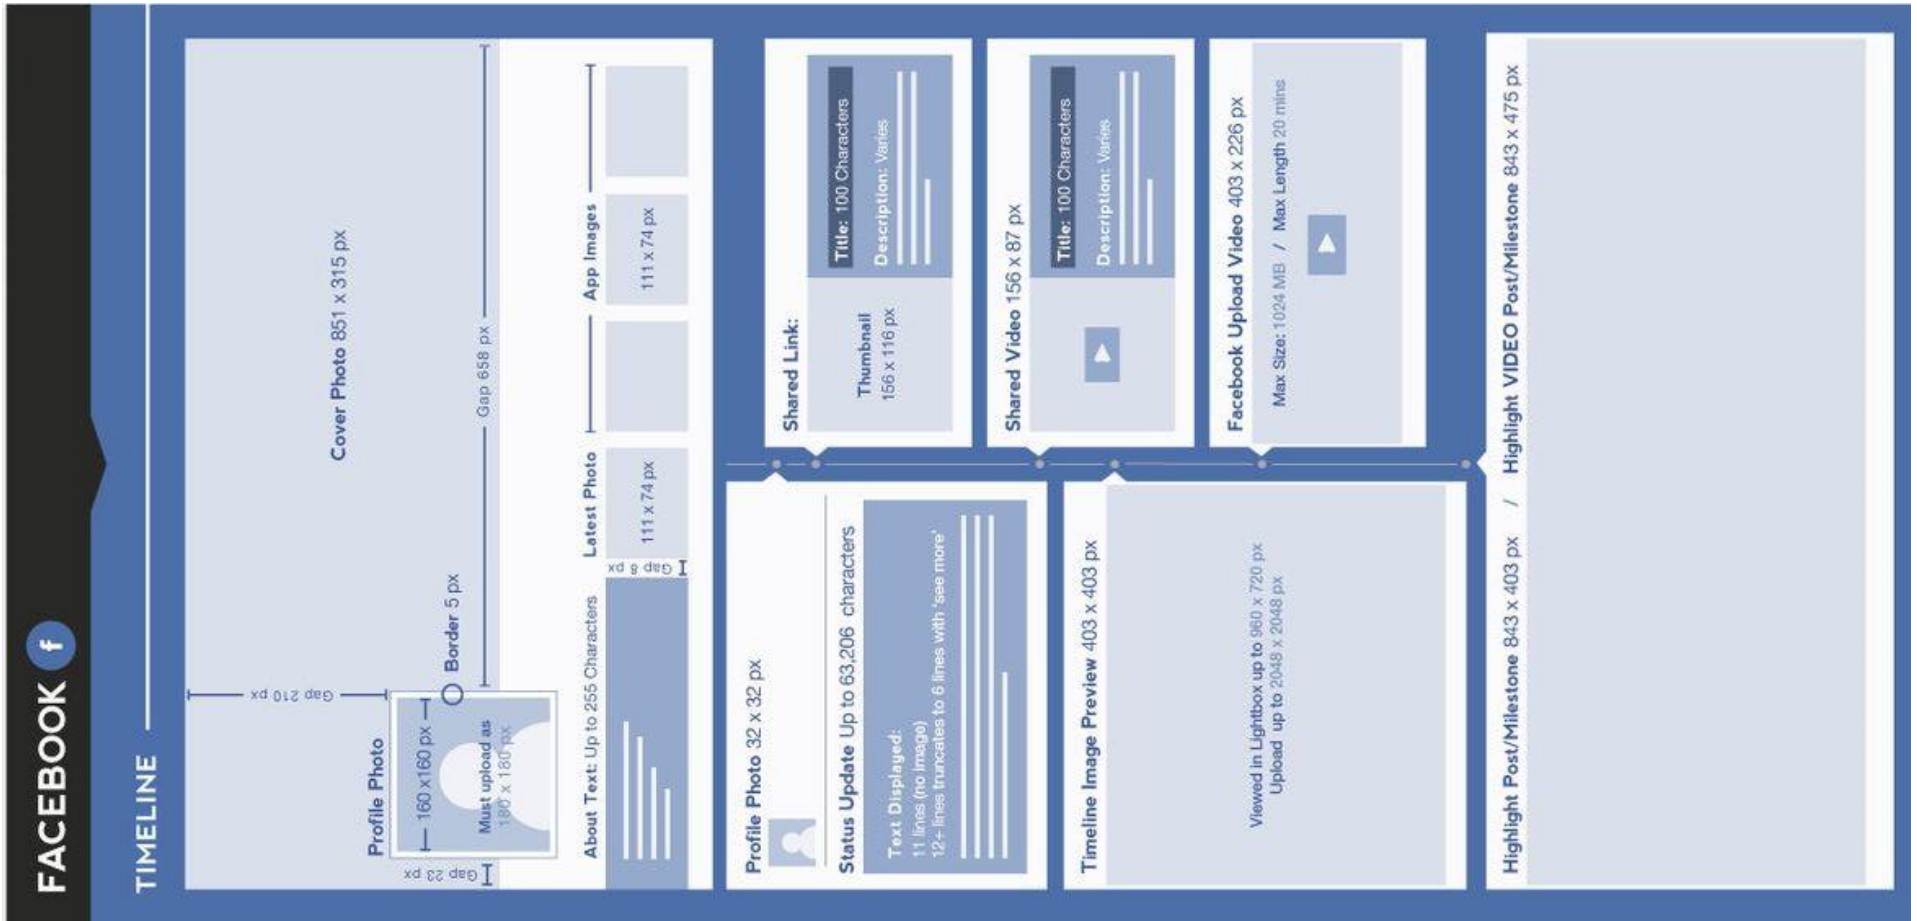 FACEBOOK f
TIMELINE
Cover Photo 851 x 315 px
Gap 210 px
Profile Photo
160 x160 px
Must upload as
180 x 180 px
Gap 23 px
Border 5 px
Gap 658 px
About Text: Up to 255 Characters
Gap 8 px
Latest Photo
111 x 74 px
App Images
111 x 74 px
Profile Photo 32 x 32 px
Status Update Up to 63,206 characters
Text Displayed:
11 lines (no image)
12+ lines truncates to 6 lines with 'see more'
Shared Link:
Thumbnail
156 x 116 px
Title: 100 Characters
Description: Varies
Shared Video 156 x 87 px
Title: 100 Characters
Description: Varies
Timeline Image Preview 403 x 403 px
Viewed in Lightbox up to 960 x 720 px
Upload up to 2048 x 2048 px
Facebook Upload Video 403 x 226 px
Max Size: 1024 MB / Max Length 20 mins
Highlight Post/Milestone 843 x 403 px / Highlight VIDEO Post/Milestone 843 x 475 px